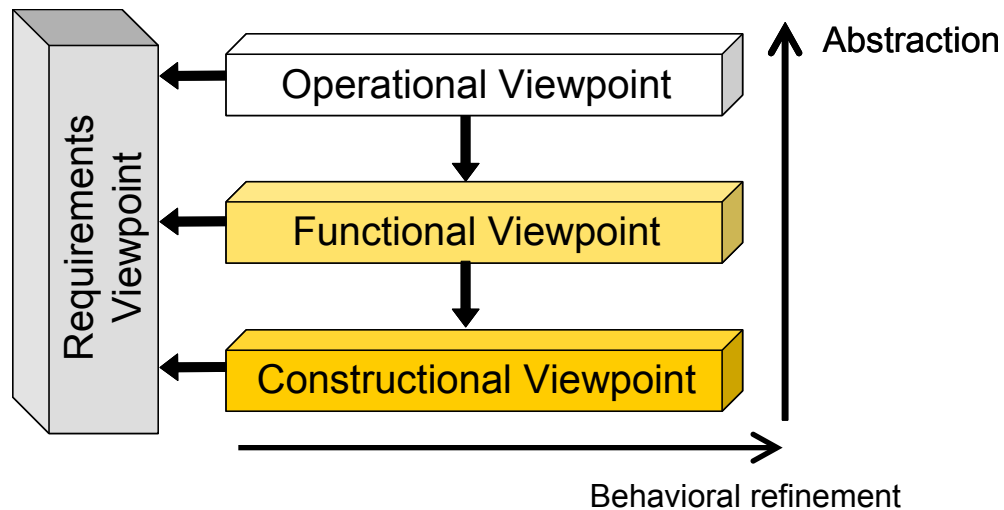 Abstraction
Operational Viewpoint
Requirements
Viewpoint
Functional Viewpoint
Constructional Viewpoint
Behavioral refinement